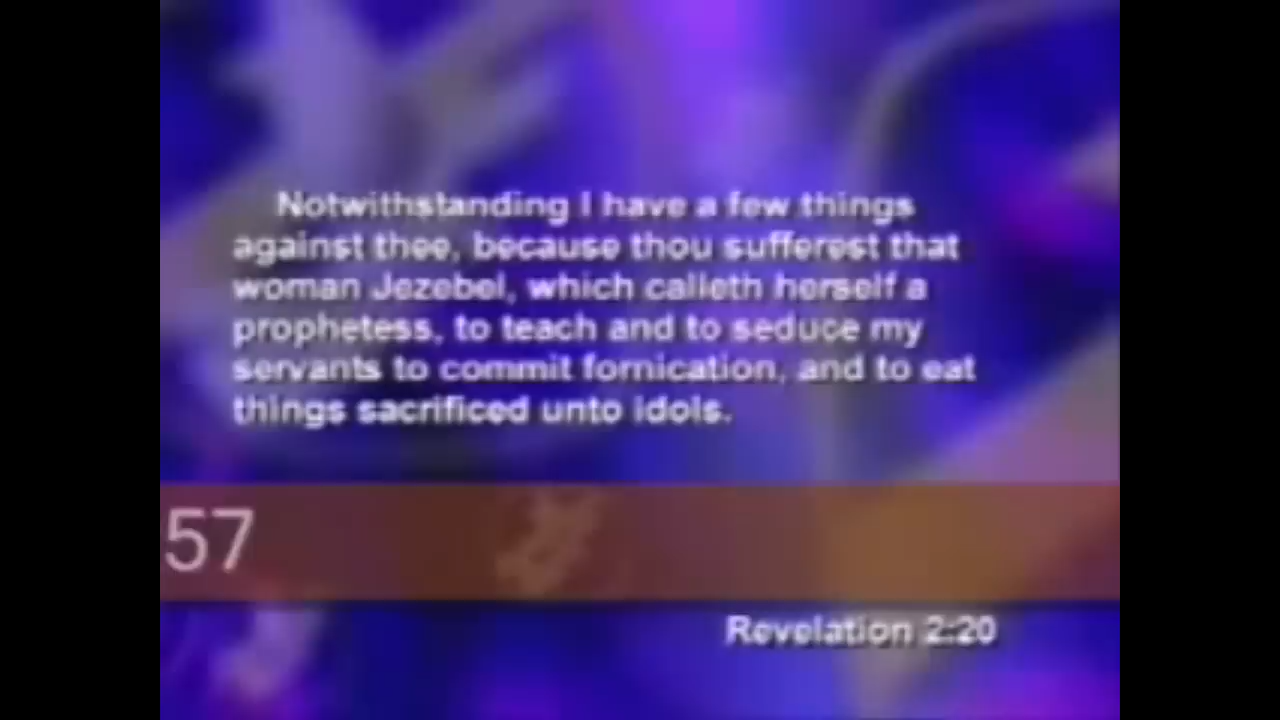 Notwithstanding I have a few things
against thee, because thou sufferest that
woman Jezebel, which calleth herself a
prophetess, to teach and to seduce my
servants to commit fornication, and to eat
things sacrificed unto idols.
57
Revelation 2:20